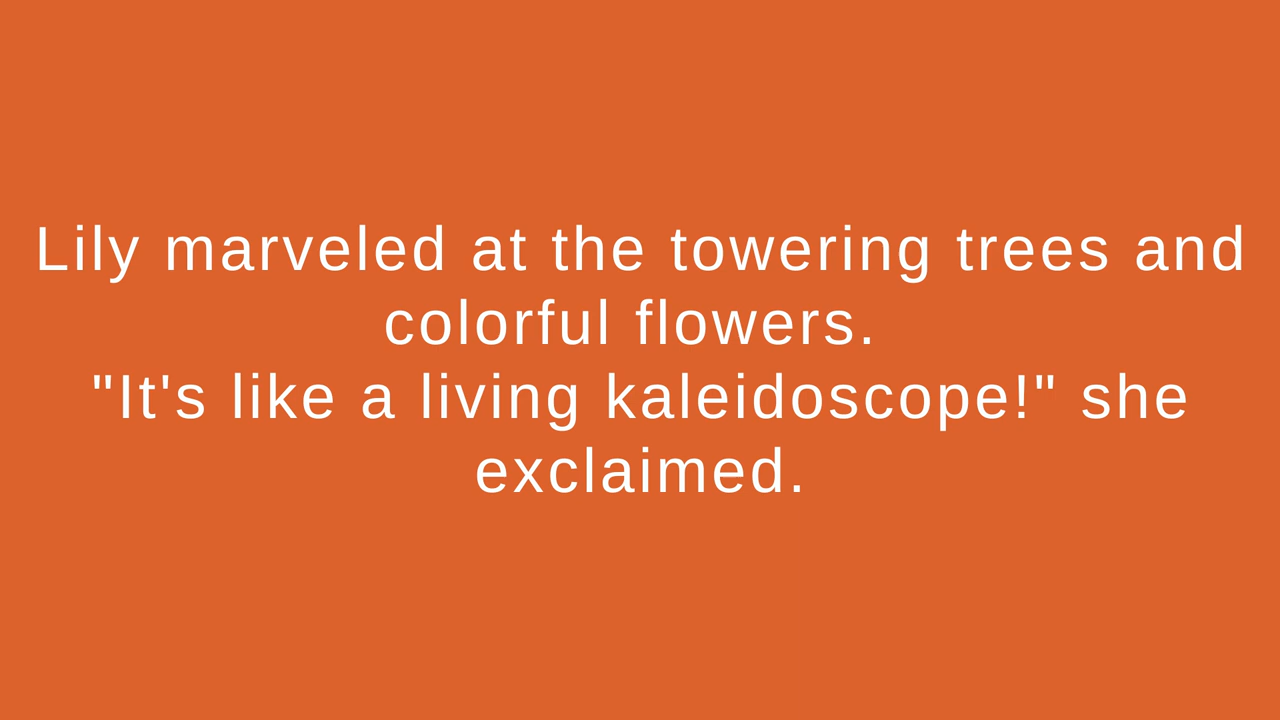 Lily marveled at the towering trees and
colorful flowers.
"It's like a living kaleidoscope!" she
exclaimed.